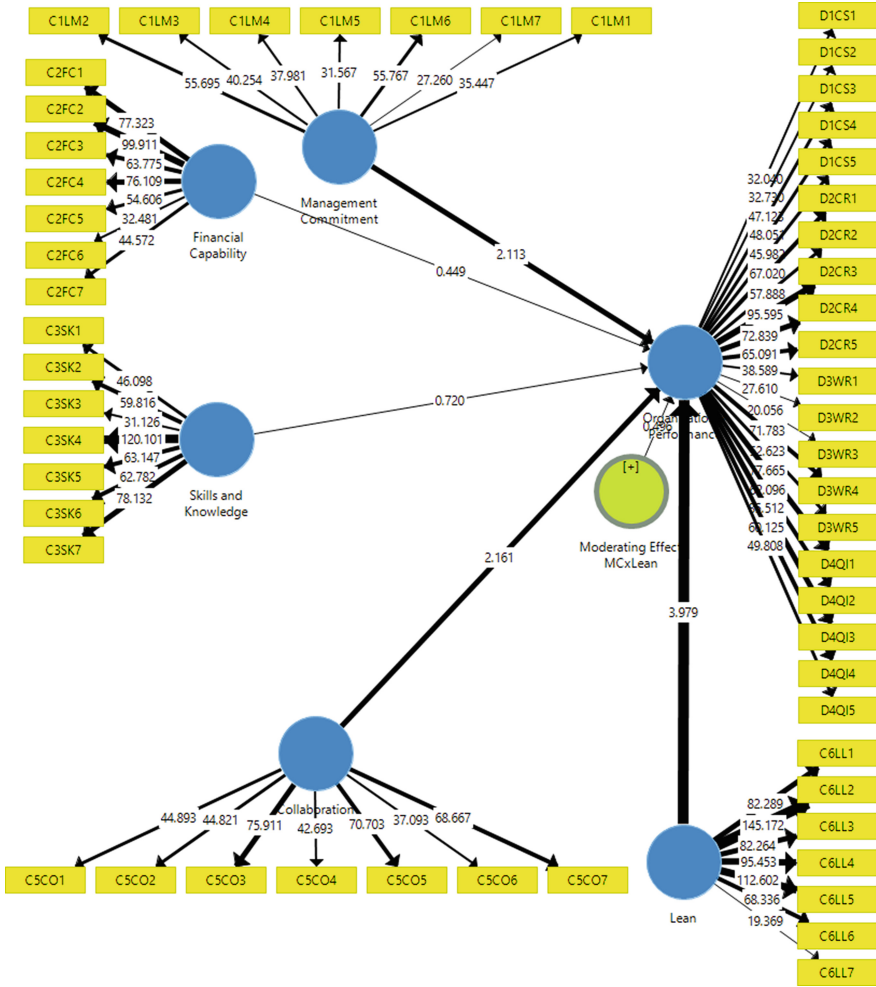 C1LM2
C1LM3
C1LM4
C1LM5
C1LM6
C1LM7
C1LM1
55.695
40.254
37.981
31.567
55.767
27.260
35.447
Management
Commitment
C2FC1
C2FC2
C2FC3
C2FC4
C2FC5
C2FC6
C2FC7
77.323
99.911
63.775
76.109
54.606
32.481
44.572
Financial
Capability
C3SK1
C3SK2
C3SK3
C3SK4
C3SK5
C3SK6
C3SK7
46.098
59.816
31.126
120.101
63.147
62.782
78.132
Skills and
Knowledge
2.113
0.449
0.720
2.161
3.979
[+]
Moderating Effect
MCxLean
D1CS1
D1CS2
D1CS3
D1CS4
D1CS5
D2CR1
D2CR2
D2CR3
D2CR4
D2CR5
D3WR1
D3WR2
D3WR3
D3WR4
D3WR5
D4QI1
D4QI2
D4QI3
D4QI4
D4QI5
32.040
32.730
47.123
45.982
67.020
57.888
95.595
72.839
65.091
38.589
27.610
20.056
71.783
49.808
Collaboration
44.893
44.821
75.911
42.693
70.703
37.093
68.667
C5CO1
C5CO2
C5CO3
C5CO4
C5CO5
C5CO6
C5CO7
Lean
82.289
145.172
82.264
95.453
112.602
68.336
19.369
C6LL1
C6LL2
C6LL3
C6LL4
C6LL5
C6LL6
C6LL7